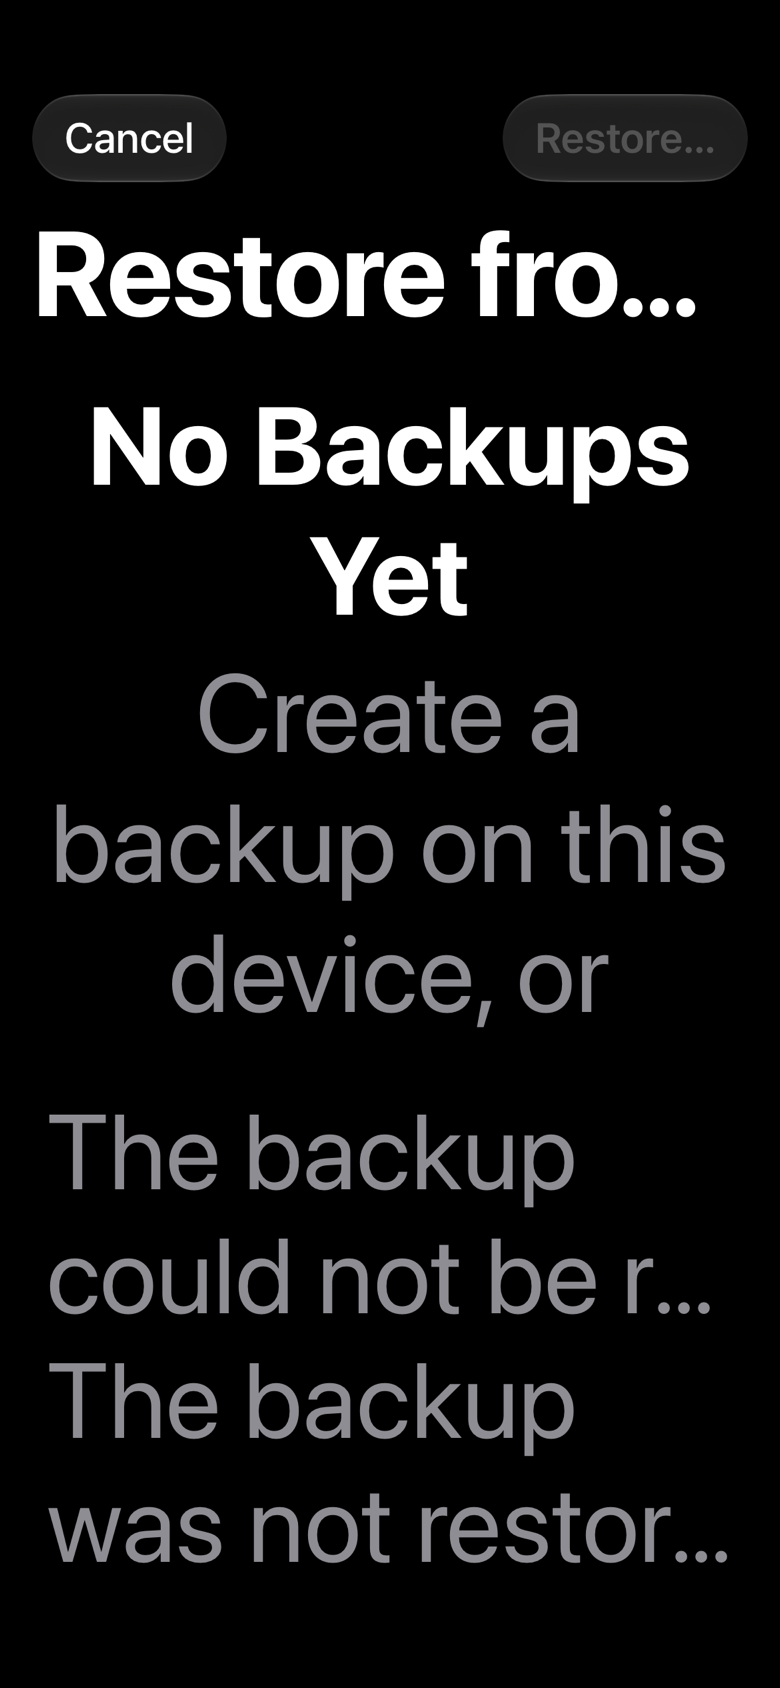 Cancel
Restore...
Restore fro...
No Backups
Yet
Create a
backup on this
device, or
The backup
could not be r...
The backup
was not restor...